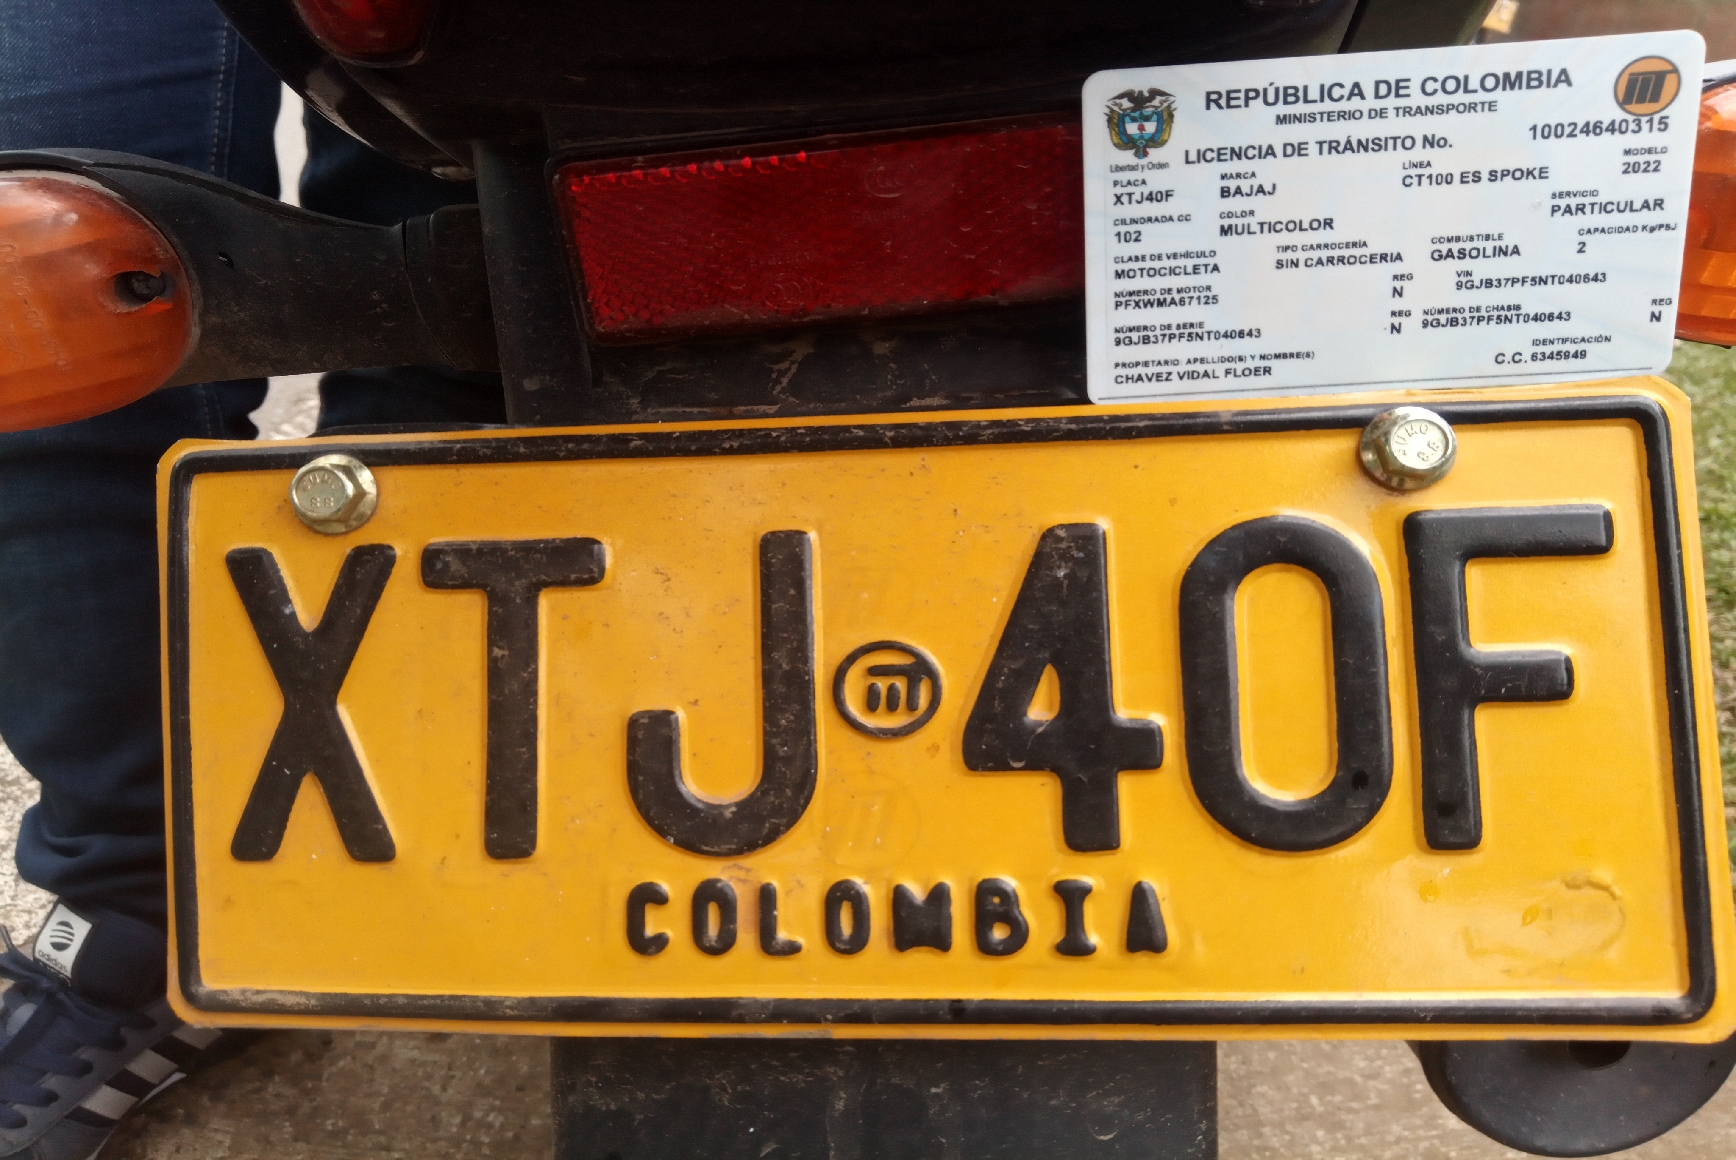 REPÚBLICA DE COLOMBIA
MINISTERIO DE TRANSPORTE
Libertad y Orden
LICENCIA DE TRÁNSITO No. 10024640315
PLACA MARCA LÍNEA MODELO
XTJ40F BAJAJ CT100 ES SPOKE 2022
CILINDRADA CC COLOR SERVICIO
102 MULTICOLOR PARTICULAR
CLASE DE VEHÍCULO TIPO CARROCERÍA COMBUSTIBLE CAPACIDAD Kg/PSJ
MOTOCICLETA SIN CARROCERIA GASOLINA 2
NÚMERO DE MOTOR REG VIN
PFXWMA67125 N 9GJB37PF5NT040643
NÚMERO DE SERIE REG NÚMERO DE CHASIS REG
9GJB37PF5NT040643 N 9GJB37PF5NT040643 N
PROPIETARIO: APELLIDO(S) Y NOMBRE(S) IDENTIFICACIÓN
CHAVEZ VIDAL FLOER C.C. 6345949
XTJ 40F
COLOMBIA
adidas